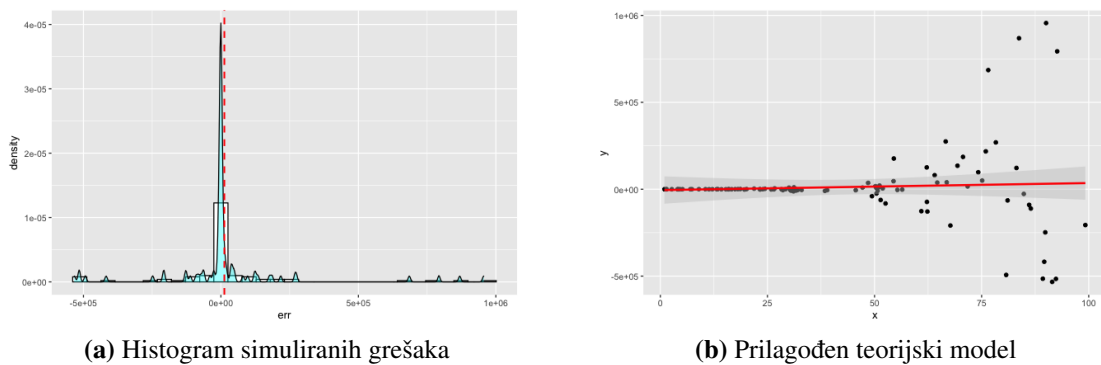 4e-05
3e-05
2e-05
1e-05
0e+00
density
-5e+05
0e+00
5e+05
1e+06
err
(a) Histogram simuliranih grešaka
1e+06
5e+05
0e+00
-5e+05
y
0
25
50
75
100
x
(b) Prilagođen teorijski model